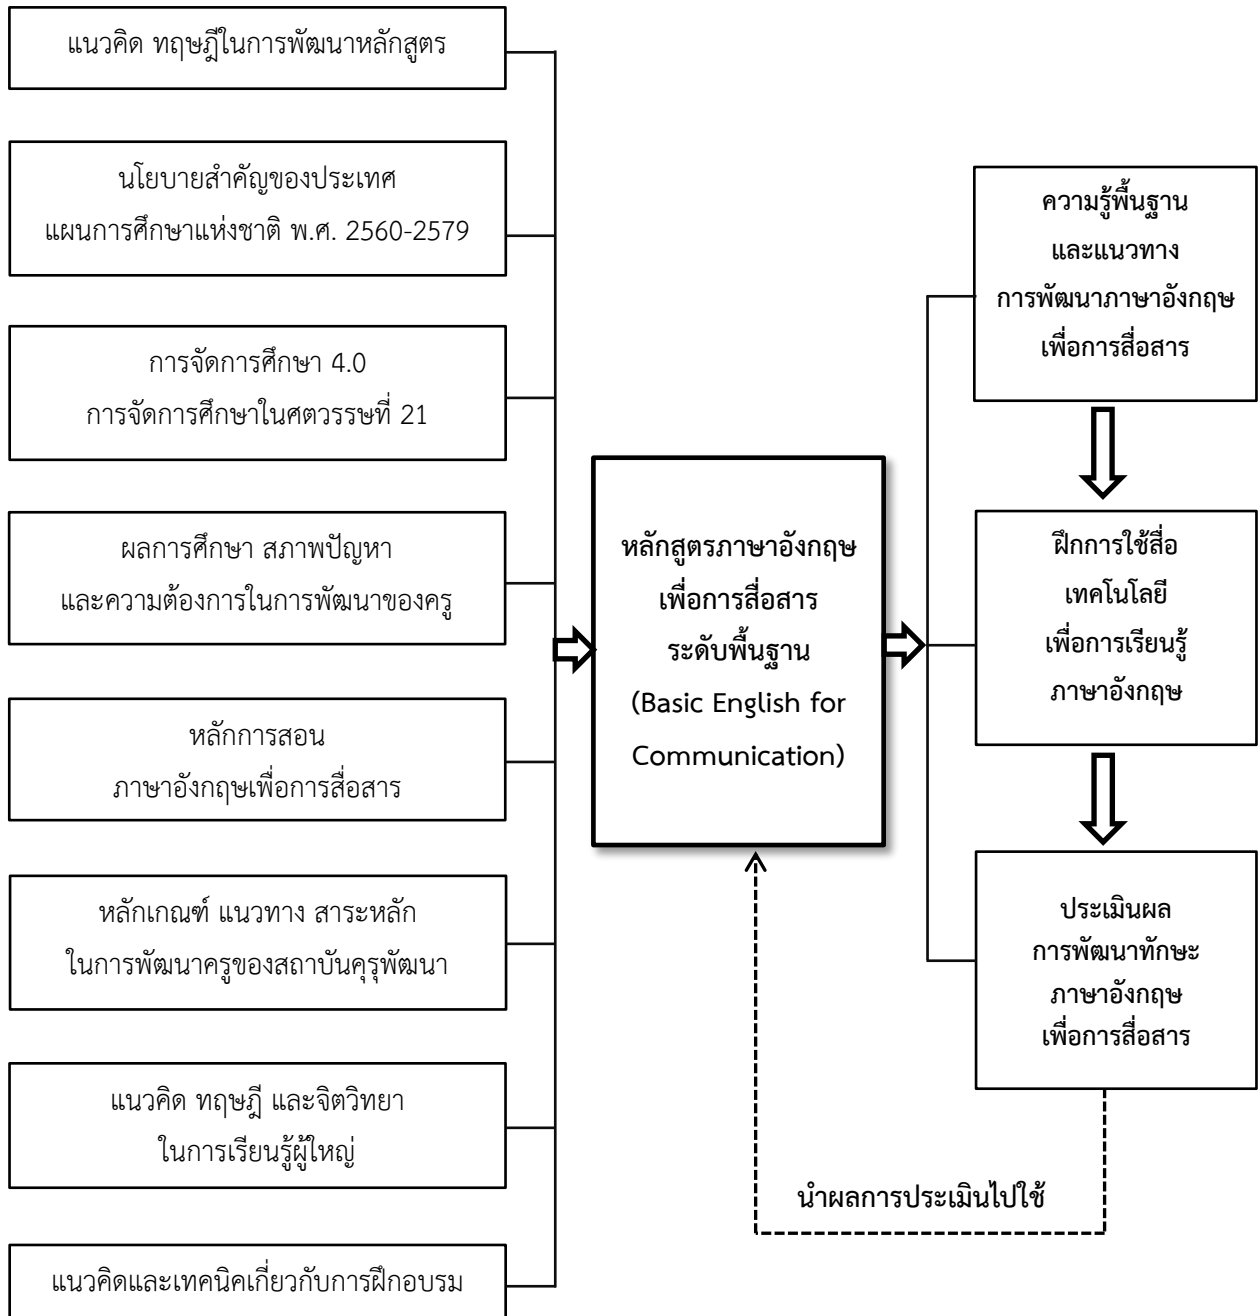 แนวคิด ทฤษฎีในการพัฒนาหลักสูตร
นโยบายสำคัญของประเทศ
แผนการศึกษาแห่งชาติ พ.ศ. 2560-2579
การจัดการศึกษา 4.0
การจัดการศึกษาในศตวรรษที่ 21
ผลการศึกษา สภาพปัญหา
และความต้องการในการพัฒนาของครู
หลักการสอน
ภาษาอังกฤษเพื่อการสื่อสาร
หลักเกณฑ์ แนวทาง สาระหลัก
ในการพัฒนาครูของสถาบันคุรุพัฒนา
แนวคิด ทฤษฎี และจิตวิทยา
ในการเรียนรู้ผู้ใหญ่
แนวคิดและเทคนิคเกี่ยวกับการฝึกอบรม
หลักสูตรภาษาอังกฤษ
เพื่อการสื่อสาร
ระดับพื้นฐาน
(Basic English for
Communication)
ความรู้พื้นฐาน
และแนวทาง
การพัฒนาภาษาอังกฤษ
เพื่อการสื่อสาร
ฝึกการใช้สื่อ
เทคโนโลยี
เพื่อการเรียนรู้
ภาษาอังกฤษ
ประเมินผล
การพัฒนาทักษะ
ภาษาอังกฤษ
เพื่อการสื่อสาร
นำผลการประเมินไปใช้